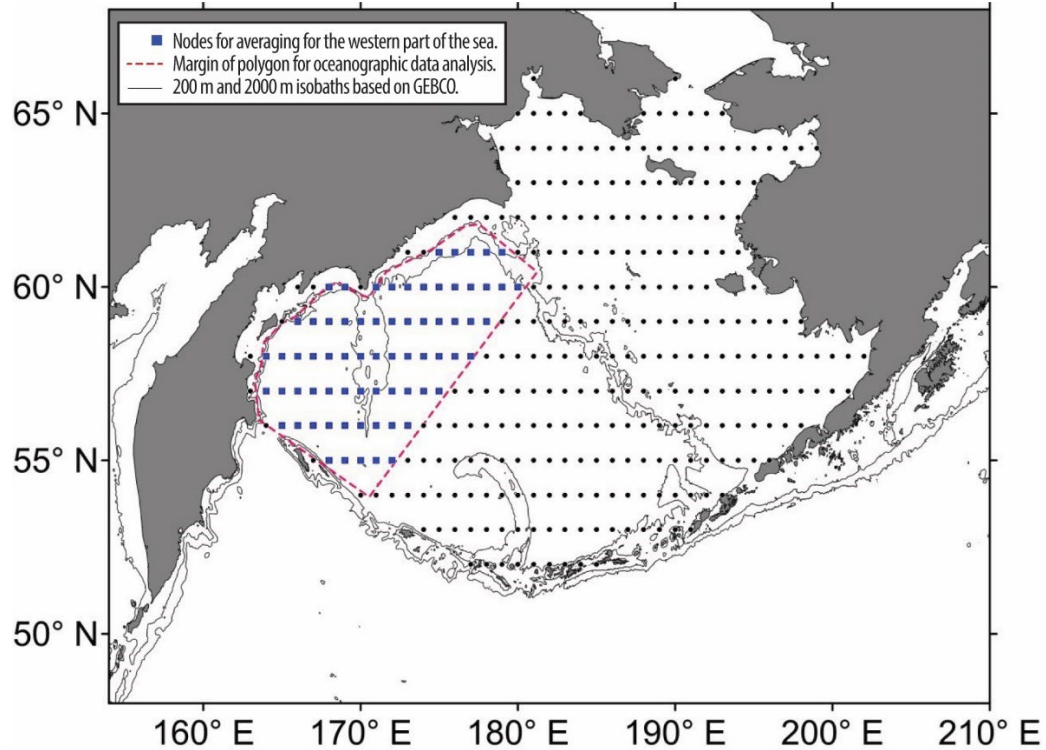 Nodes for averaging for the western part of the sea.
Margin of polygon for oceanographic data analysis.
200 m and 2000 m isobaths based on GEBCO.
65° N
60° N
55° N
50° N
160° E 170° E 180° E 190° E 200° E 210° E